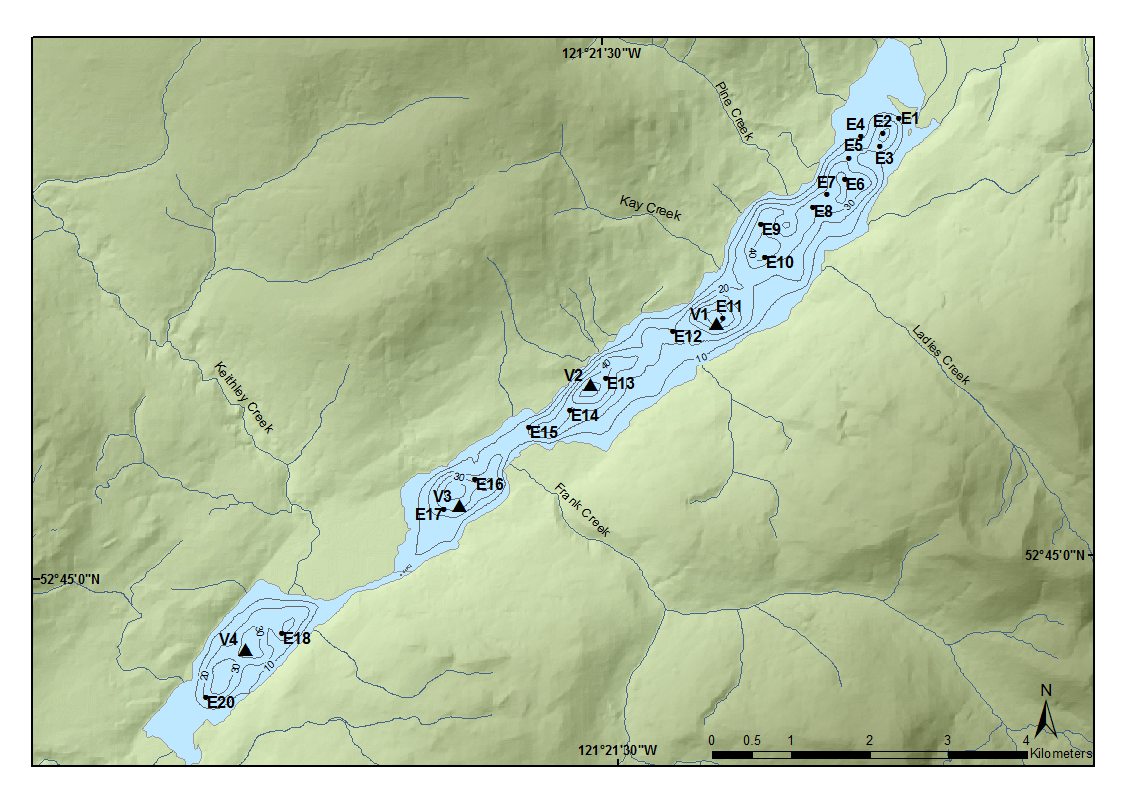 121°21'30"W
Pine Creek
E1
E2
E4
E3
E5
E7
E6
30
E8
Kay Creek
E9
40
E10
20
E11
V1
E12
10
Ladies Creek
40
V2
E13
E14
E15
Keithley Creek
30
E16
V3
E17
Frank Creek
52°45'0"N
52°45'0"N
30
E18
V4
10
20
30
E20
121°21'30"W
N
0 0.5 1 2 3 4
Kilometers